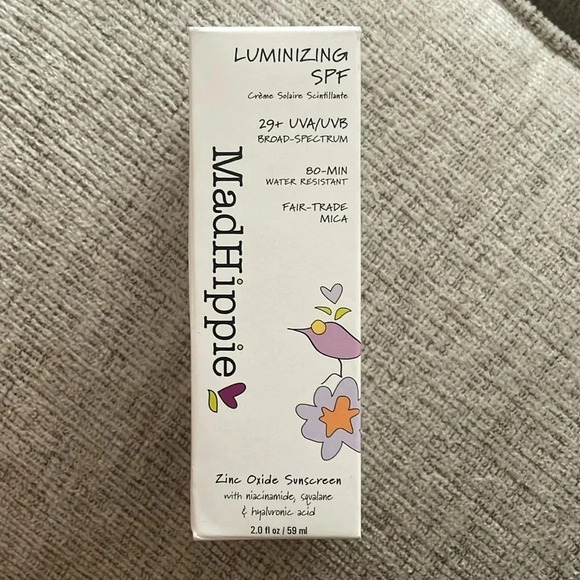 LUMINIZING
SPF
Crème Solaire Scintillante
29+ UVA/UVB
BROAD-SPECTRUM
80-MIN
WATER RESISTANT
FAIR-TRADE
MICA
MadHippie
Zinc Oxide Sunscreen
with niacinamide, squalane
& hyaluronic acid
2.0 fl oz / 59 ml